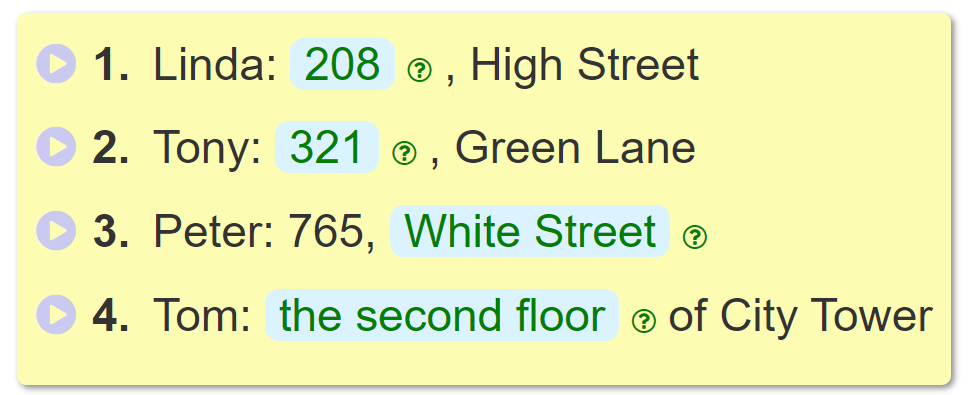 1. Linda: 208 ? , High Street
2. Tony: 321 ? , Green Lane
3. Peter: 765, White Street ?
4. Tom: the second floor ? of City Tower